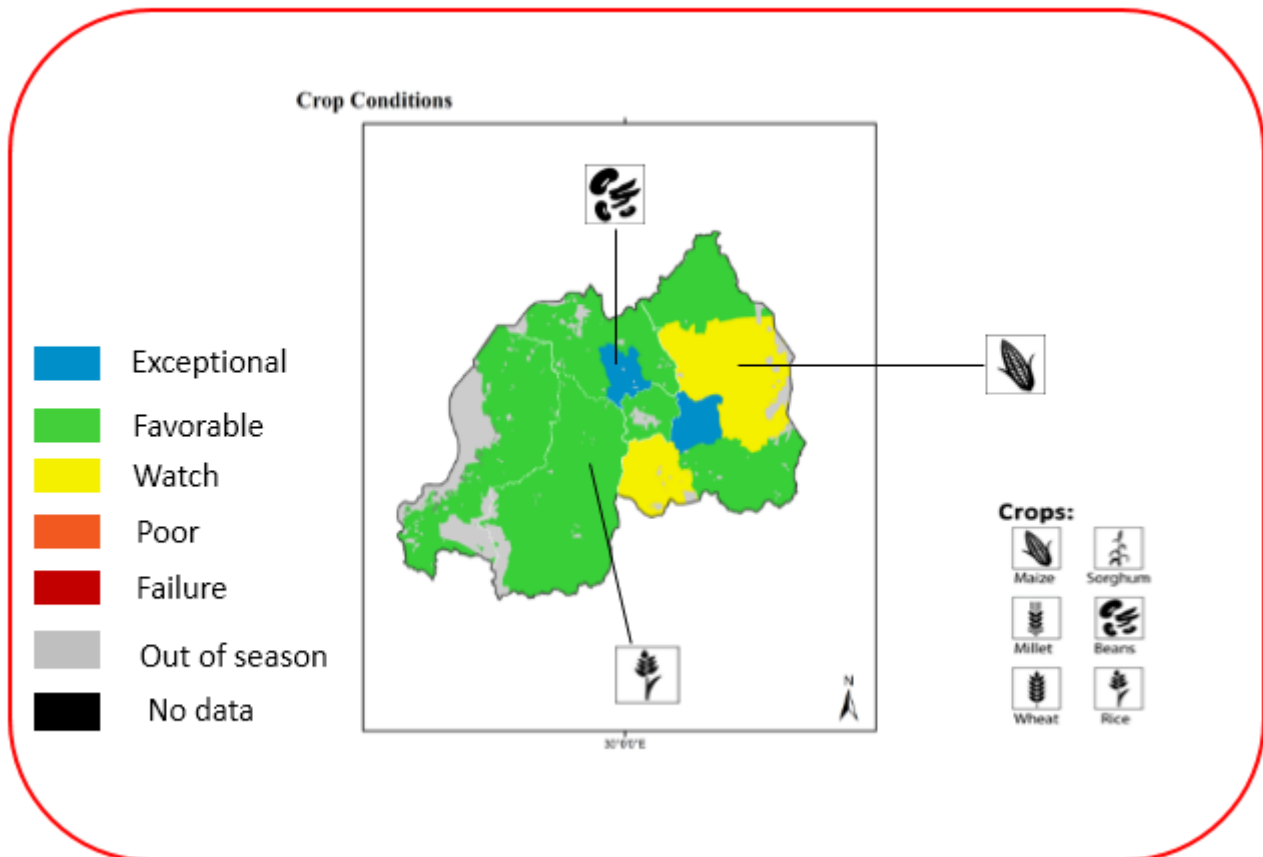 Crop Conditions
Exceptional
Favorable
Watch
Poor
Failure
Out of season
No data
N
30°0'0"E
Crops:
Maize Sorghum
Millet Beans
Wheat Rice